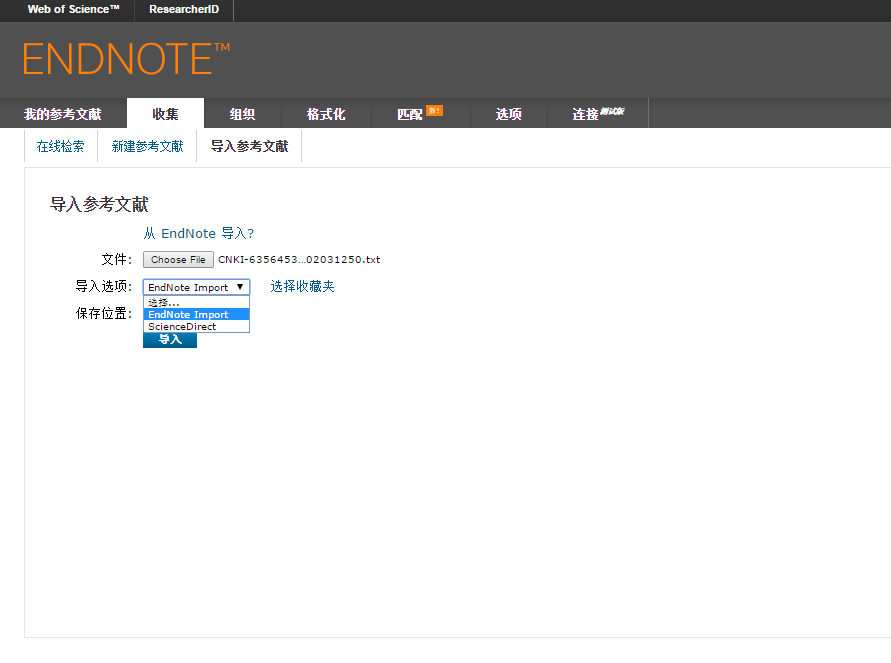 Web of Science™ ResearcherID
ENDNOTE™
我的参考文献 收集 组织 格式化 匹配 新! 选项 连接 测试版
在线检索 新建参考文献 导入参考文献
导入参考文献
从 EndNote 导入?
文件: Choose File CNKI-6356453...02031250.txt
导入选项: EndNote Import ▼ 选择收藏夹
选择...
保存位置: EndNote Import
ScienceDirect
导入